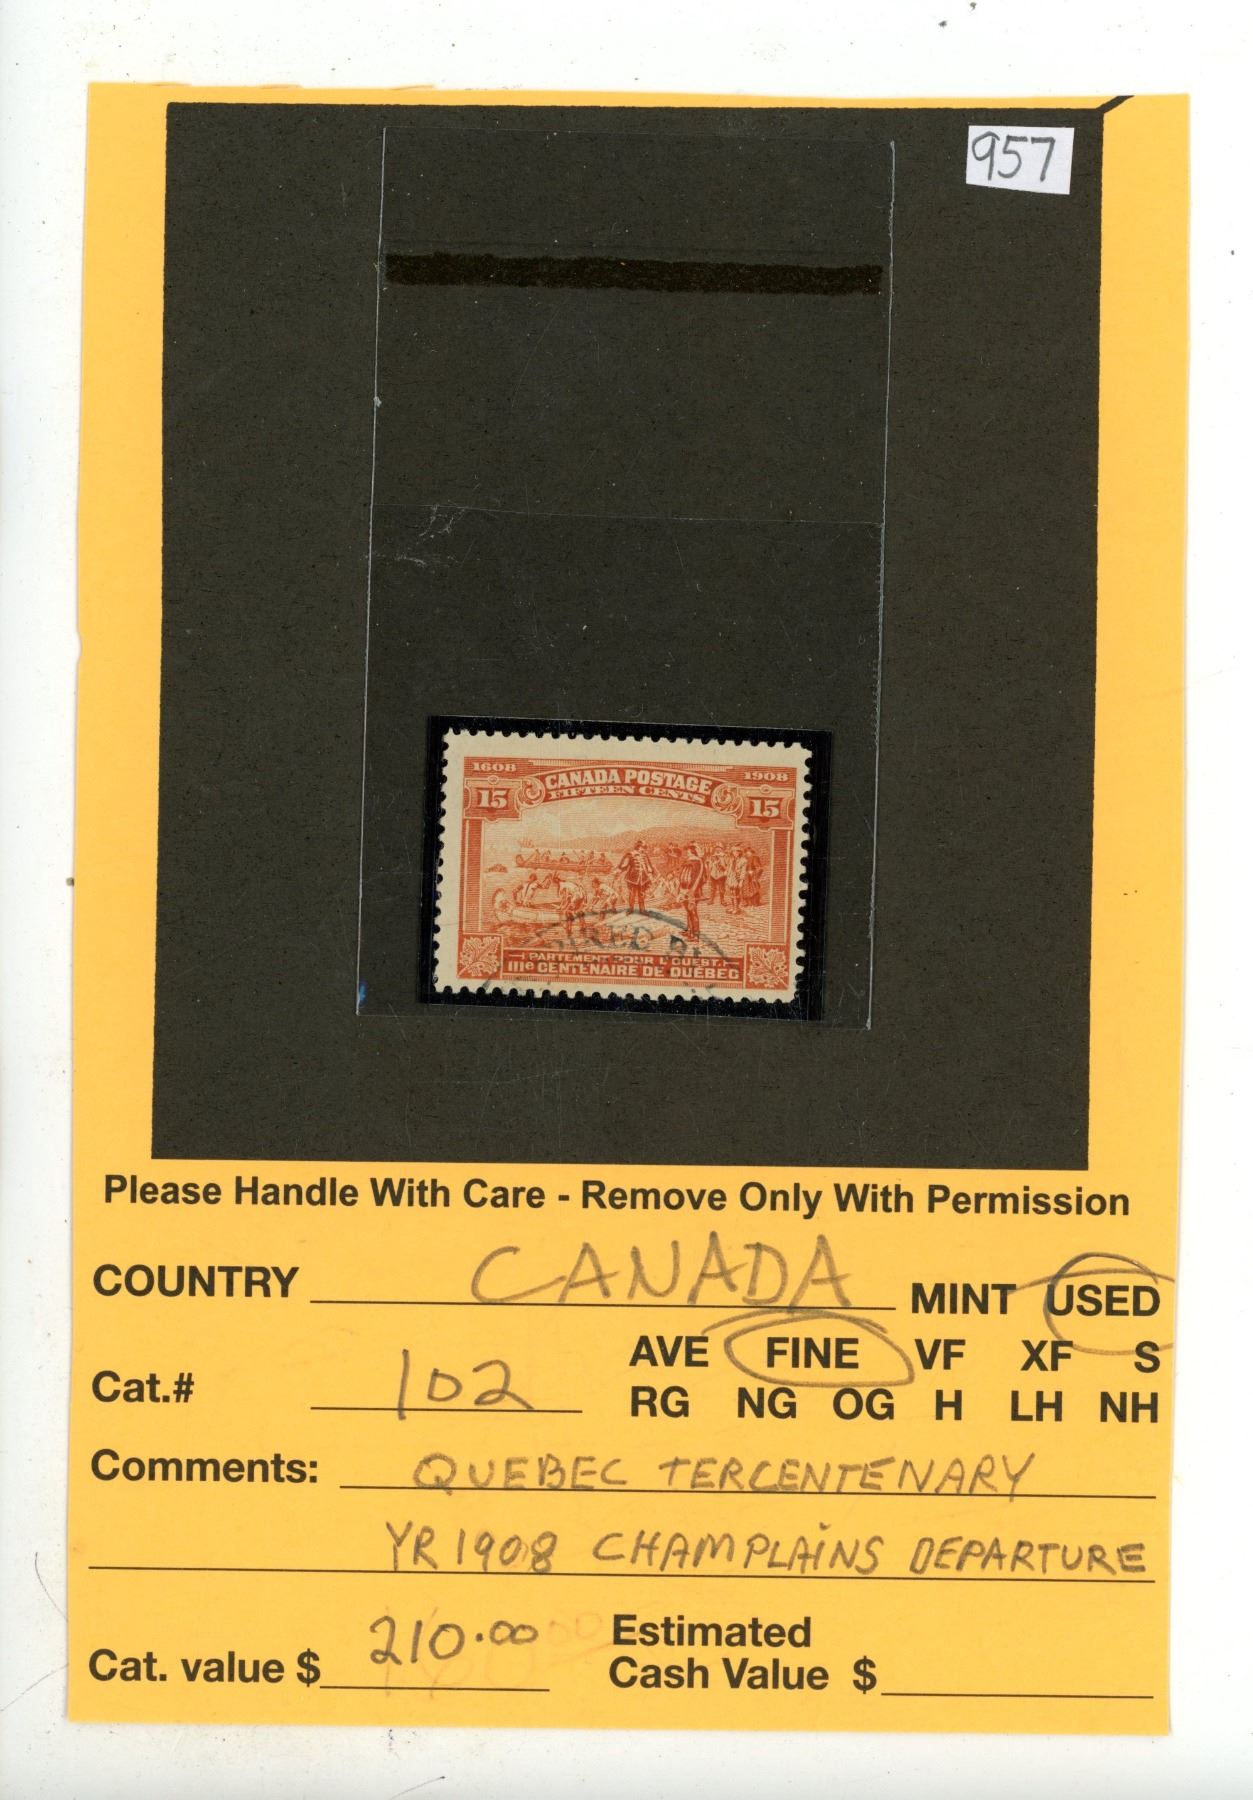 957
1608 CANADA POSTAGE 1908
15 FIFTEEN CENTS 15
PARTEMENT POUR L'OUEST
IIIe CENTENAIRE DE QUÉBEC
Please Handle With Care - Remove Only With Permission
COUNTRY CANADA MINT USED
AVE FINE VF XF S
Cat.# 102 RG NG OG H LH NH
Comments: QUEBEC TERCENTENARY
YR 1908 CHAMPLAINS DEPARTURE
Cat. value $ 210.00 Estimated
Cash Value $